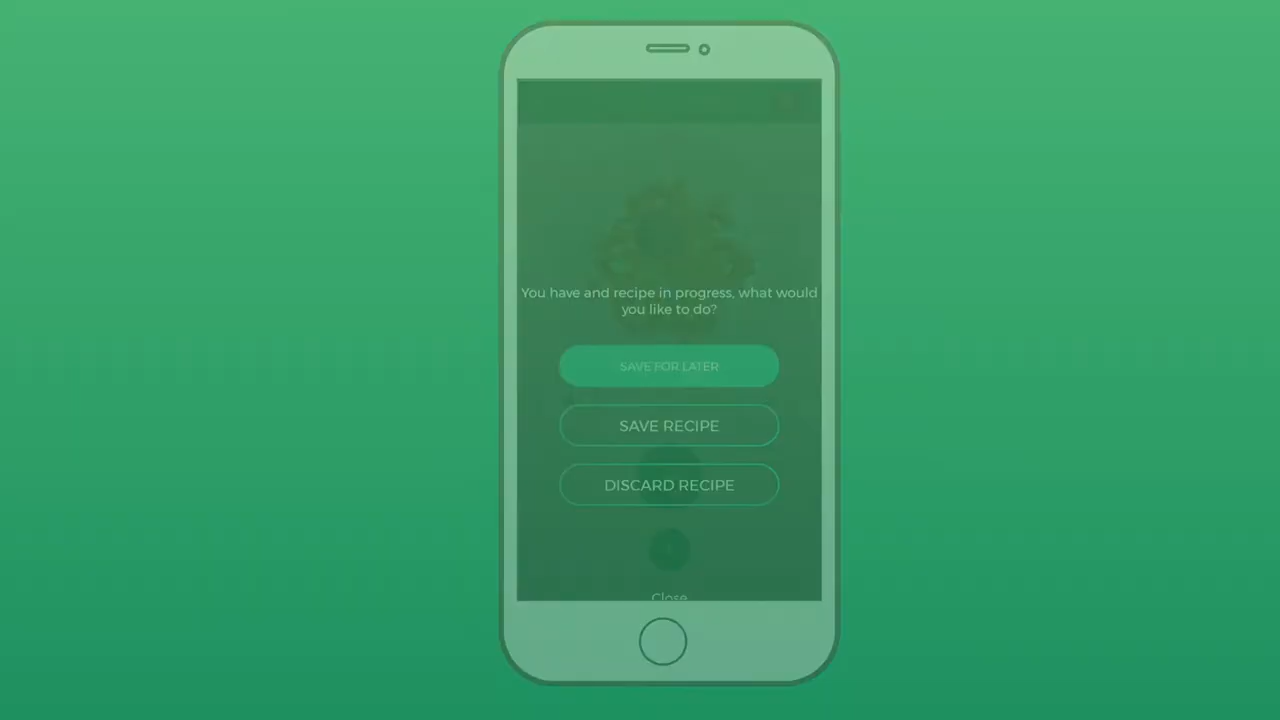 You have and recipe in progress, what would
you like to do?
SAVE FOR LATER
SAVE RECIPE
DISCARD RECIPE
Close